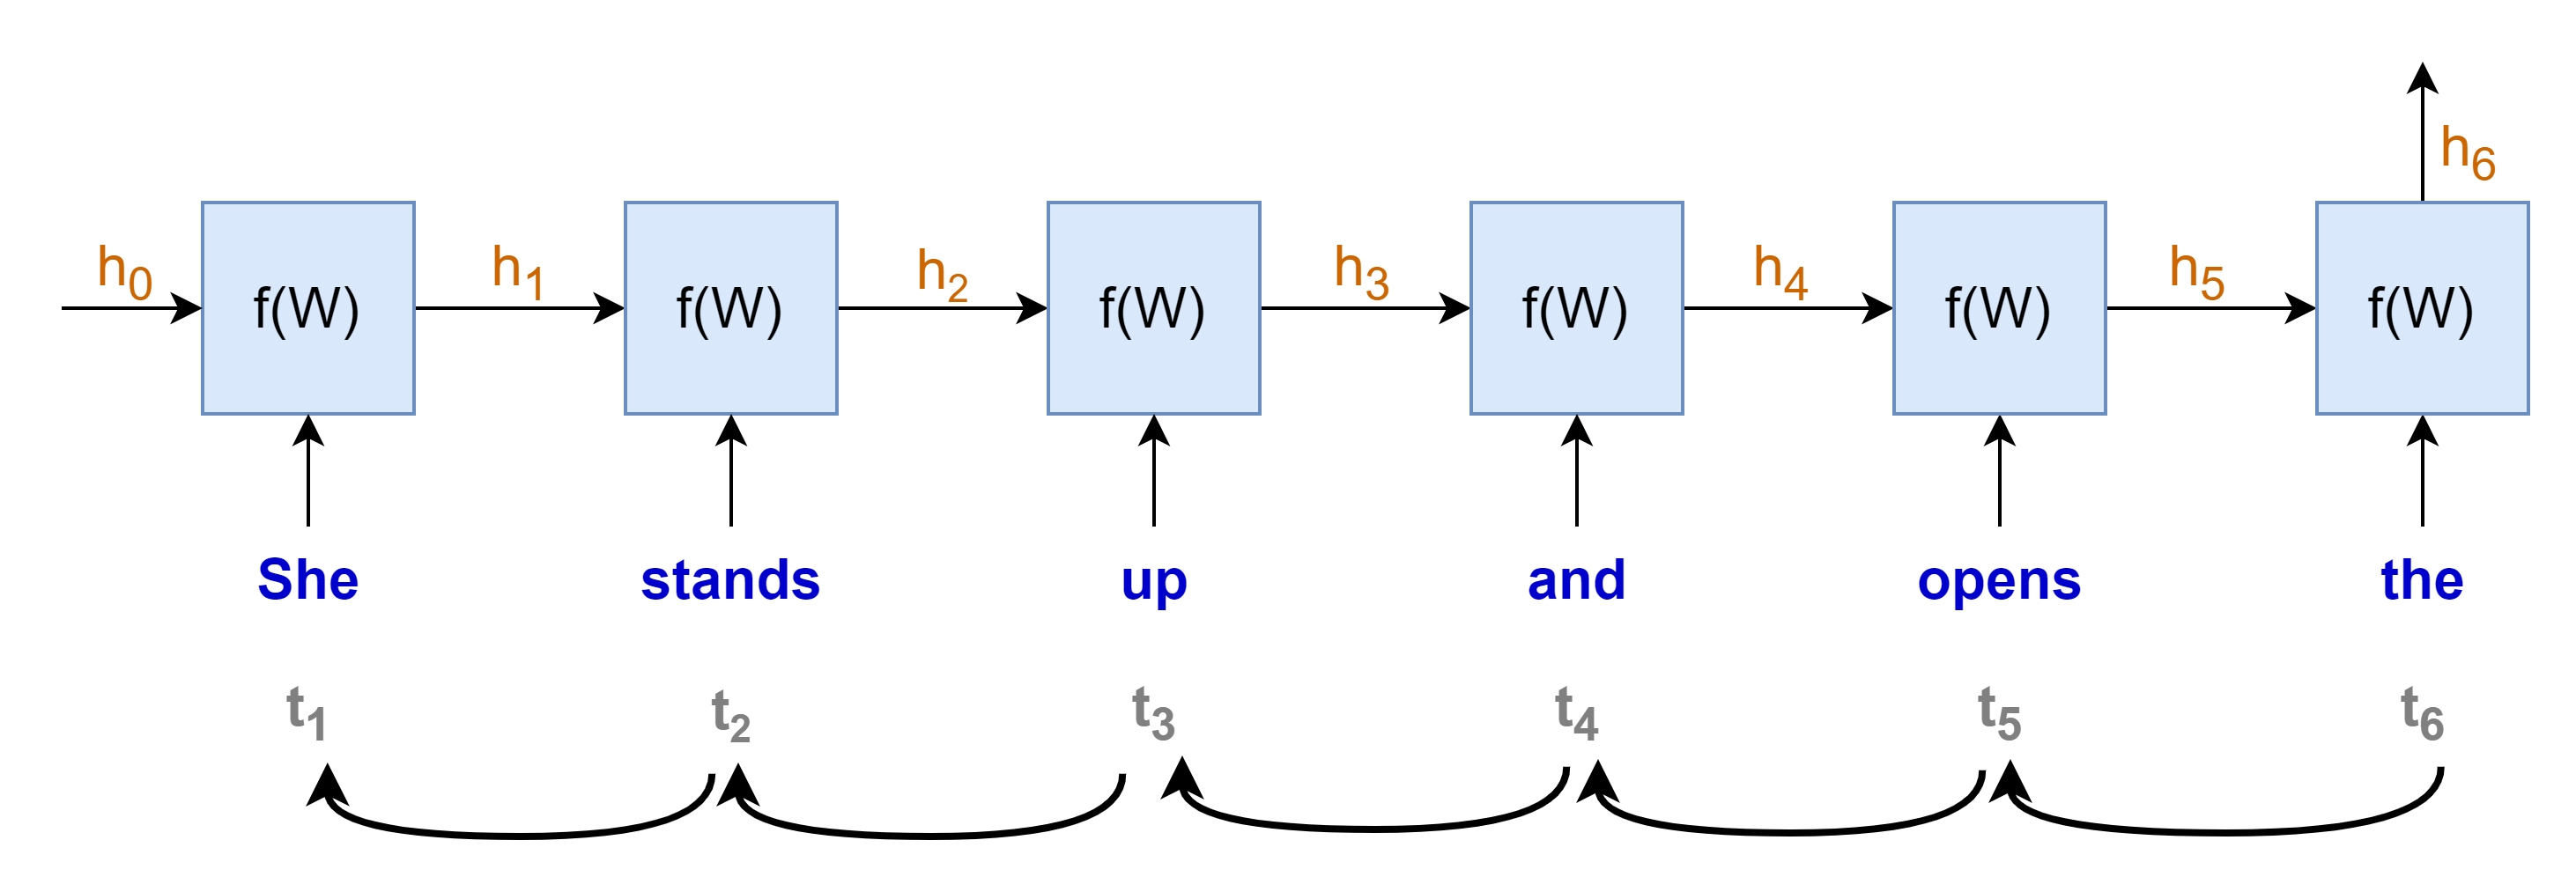 h6
h0 h1 h2 h3 h4 h5
f(W) f(W) f(W) f(W) f(W) f(W)
She stands up and opens the
t1 t2 t3 t4 t5 t6